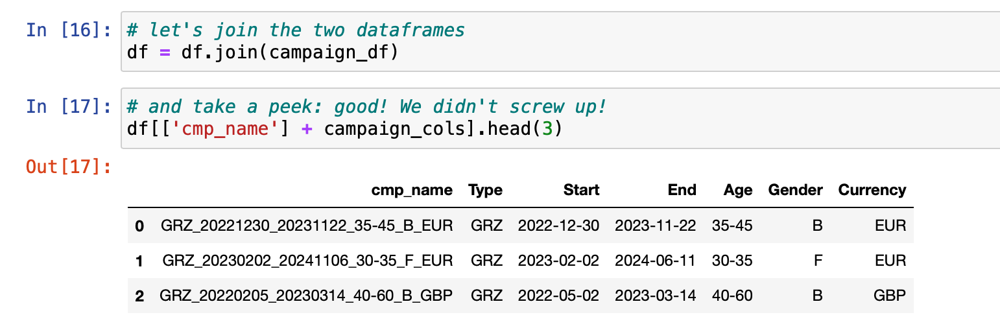 In [16]: # let's join the two dataframes
df = df.join(campaign_df)
In [17]: # and take a peek: good! We didn't screw up!
df[['cmp_name'] + campaign_cols].head(3)
Out[17]:
cmp_name Type Start End Age Gender Currency
0 GRZ_20221230_20231122_35-45_B_EUR GRZ 2022-12-30 2023-11-22 35-45 B EUR
1 GRZ_20230202_20241106_30-35_F_EUR GRZ 2023-02-02 2024-06-11 30-35 F EUR
2 GRZ_20220205_20230314_40-60_B_GBP GRZ 2022-05-02 2023-03-14 40-60 B GBP